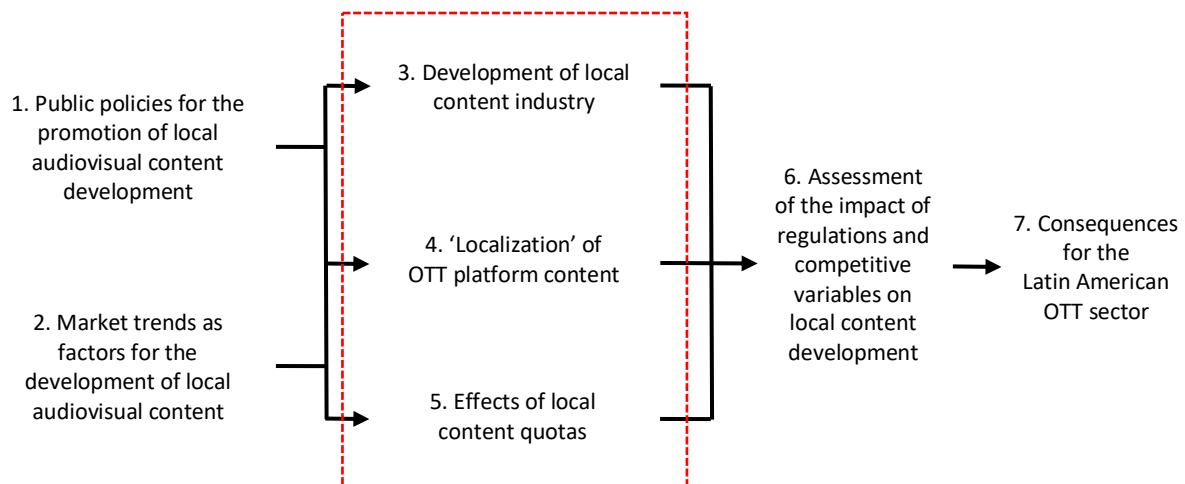 1. Public policies for the
promotion of local
audiovisual content
development
2. Market trends as
factors for the
development of local
audiovisual content
3. Development of local
content industry
4. ‘Localization’ of
OTT platform content
5. Effects of local
content quotas
6. Assessment
of the impact of
regulations and
competitive
variables on
local content
development
7. Consequences
for the
Latin American
OTT sector